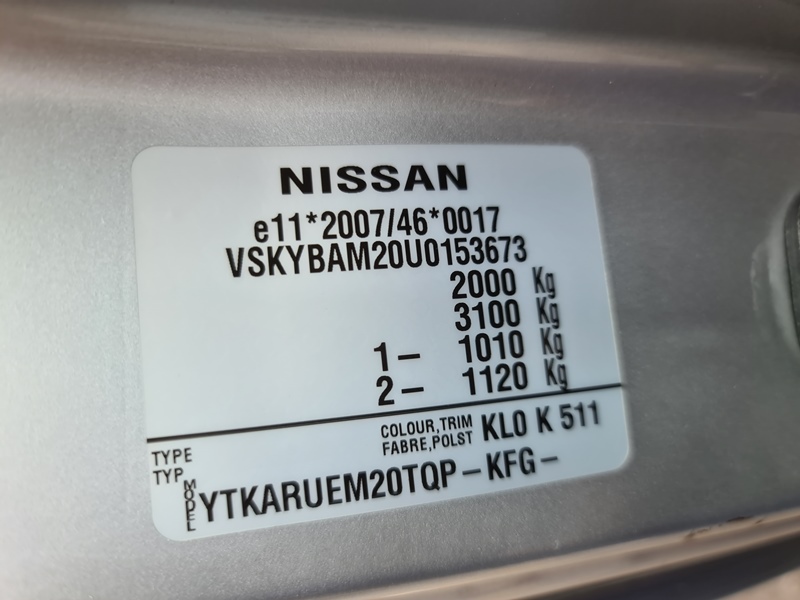 NISSAN
e11*2007/46*0017
VSKYBAM20U0153673
2000 Kg
3100 Kg
1- 1010 Kg
2- 1120 Kg
TYPE
TYP
COLOUR,TRIM
FABRE,POLST
KL0 K 511
MODEL
YTKARUEM20TQP-KFG-